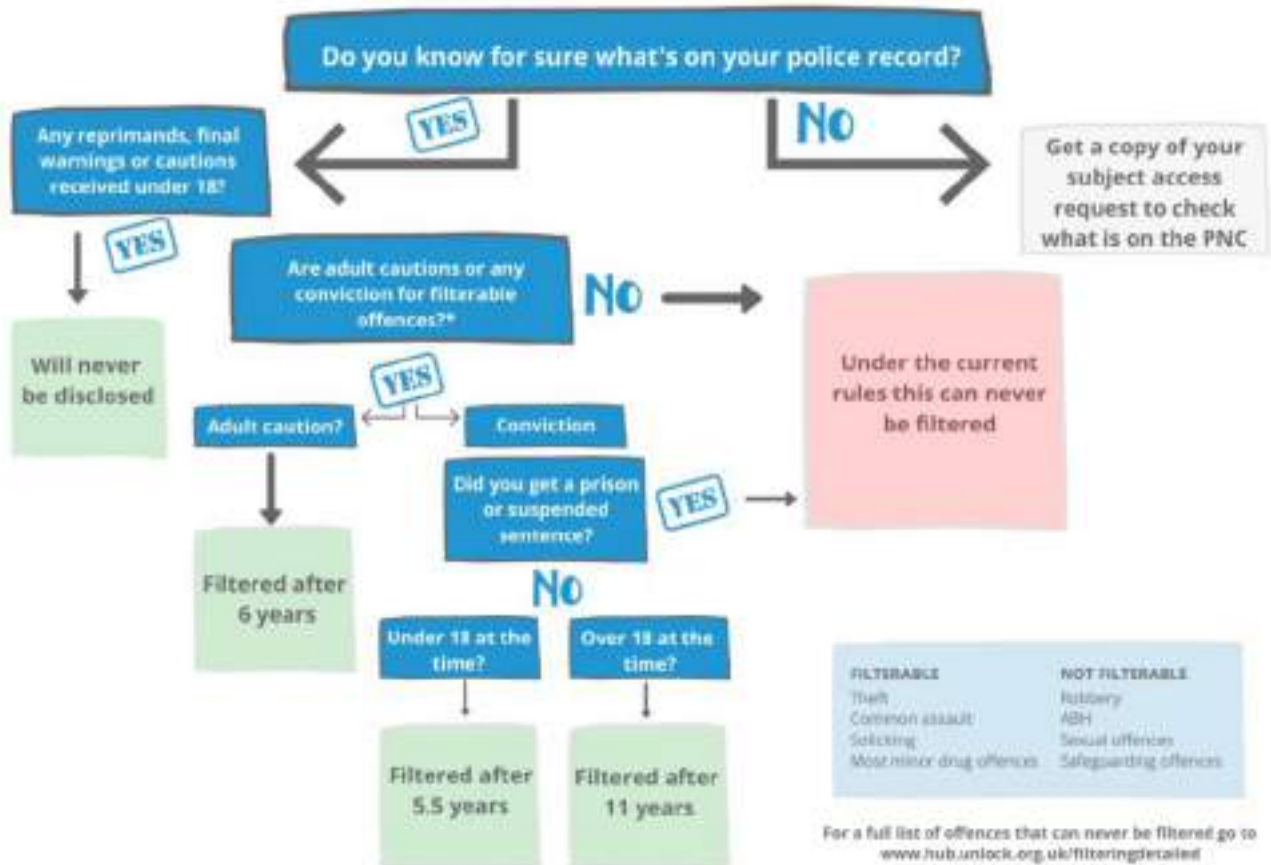 Do you know for sure what's on your police record?
YES
No
Any reprimands, final
warnings or cautions
received under 18?
Get a copy of your
subject access
request to check
what is on the PNC
YES
Will never
be disclosed
Are adult cautions or any
conviction for filterable
offences?*
No
Under the current
rules this can never
be filtered
YES
Adult caution?
Conviction
Filtered after
6 years
Did you get a prison
or suspended
sentence?
YES
No
Under 18 at the
time?
Over 18 at the
time?
Filtered after
5.5 years
Filtered after
11 years
FILTERABLE
Theft
Common assault
Soliciting
Most minor drug offences
NOT FILTERABLE
Robbery
ABH
Sexual offences
Safeguarding offences
For a full list of offences that can never be filtered go to
www.hub.unlock.org.uk/filteringdetailed